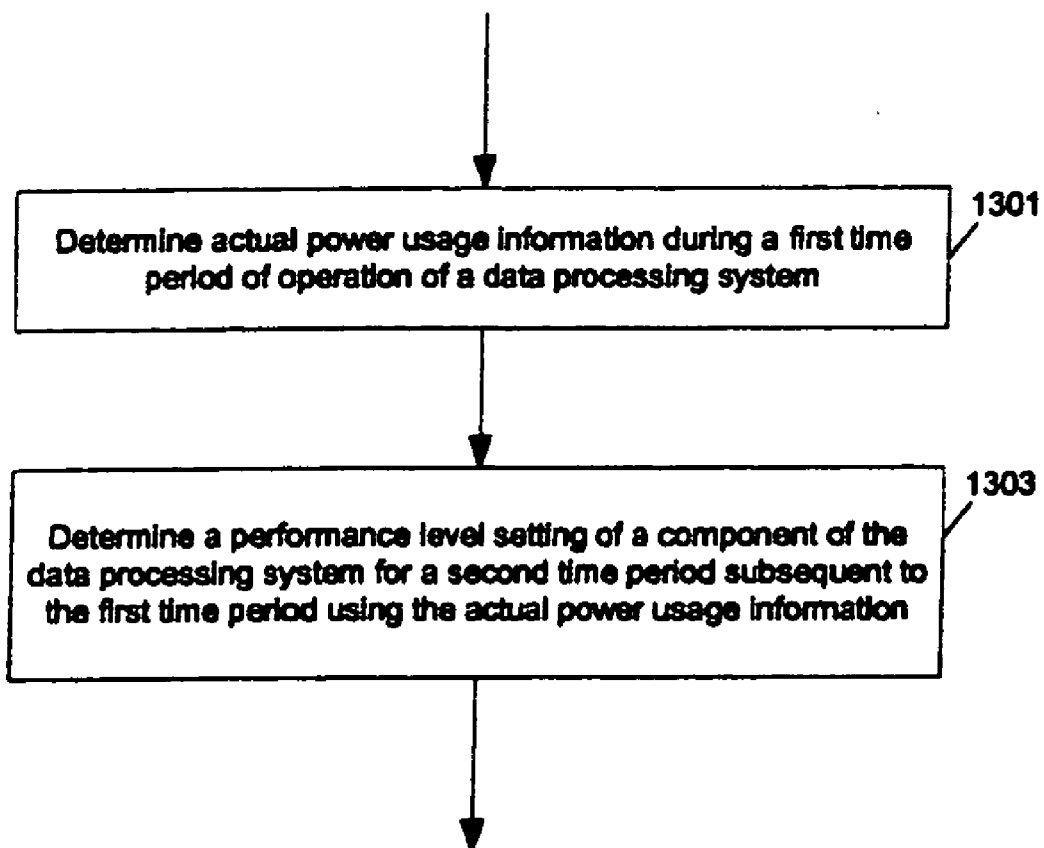 1301
Determine actual power usage information during a first time
period of operation of a data processing system
1303
Determine a performance level setting of a component of the
data processing system for a second time period subsequent to
the first time period using the actual power usage information